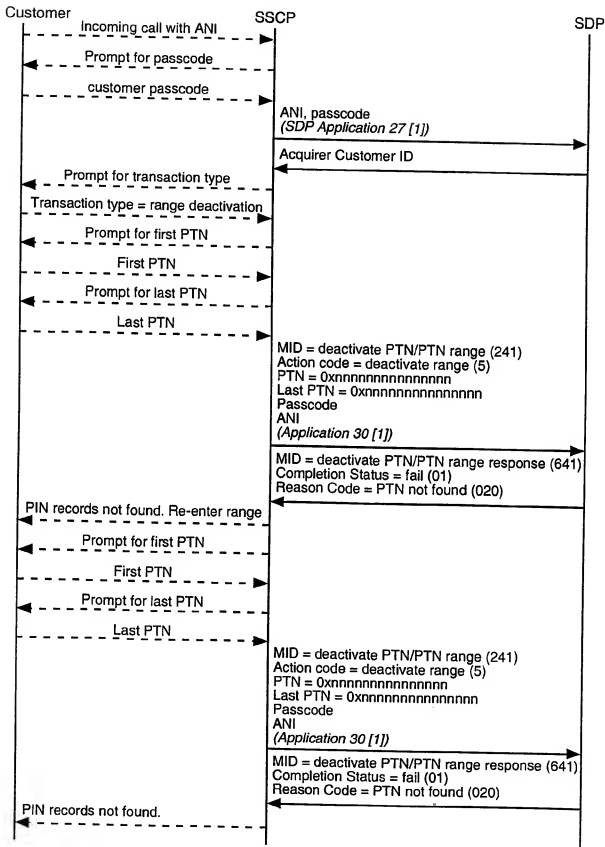 Customer
SSCP
SDP
Incoming call with ANI
Prompt for passcode
customer passcode
ANI, passcode
(SDP Application 27 [1])
Acquirer Customer ID
Prompt for transaction type
Transaction type = range deactivation
Prompt for first PTN
First PTN
Prompt for last PTN
Last PTN
MID = deactivate PTN/PTN range (241)
Action code = deactivate range (5)
PTN = 0xnnnnnnnnnnnnnnn
Last PTN = 0xnnnnnnnnnnnnnnn
Passcode
ANI
(Application 30 [1])
MID = deactivate PTN/PTN range response (641)
Completion Status = fail (01)
Reason Code = PTN not found (020)
PIN records not found. Re-enter range
Prompt for first PTN
First PTN
Prompt for last PTN
Last PTN
MID = deactivate PTN/PTN range (241)
Action code = deactivate range (5)
PTN = 0xnnnnnnnnnnnnnnn
Last PTN = 0xnnnnnnnnnnnnnnn
Passcode
ANI
(Application 30 [1])
MID = deactivate PTN/PTN range response (641)
Completion Status = fail (01)
Reason Code = PTN not found (020)
PIN records not found.